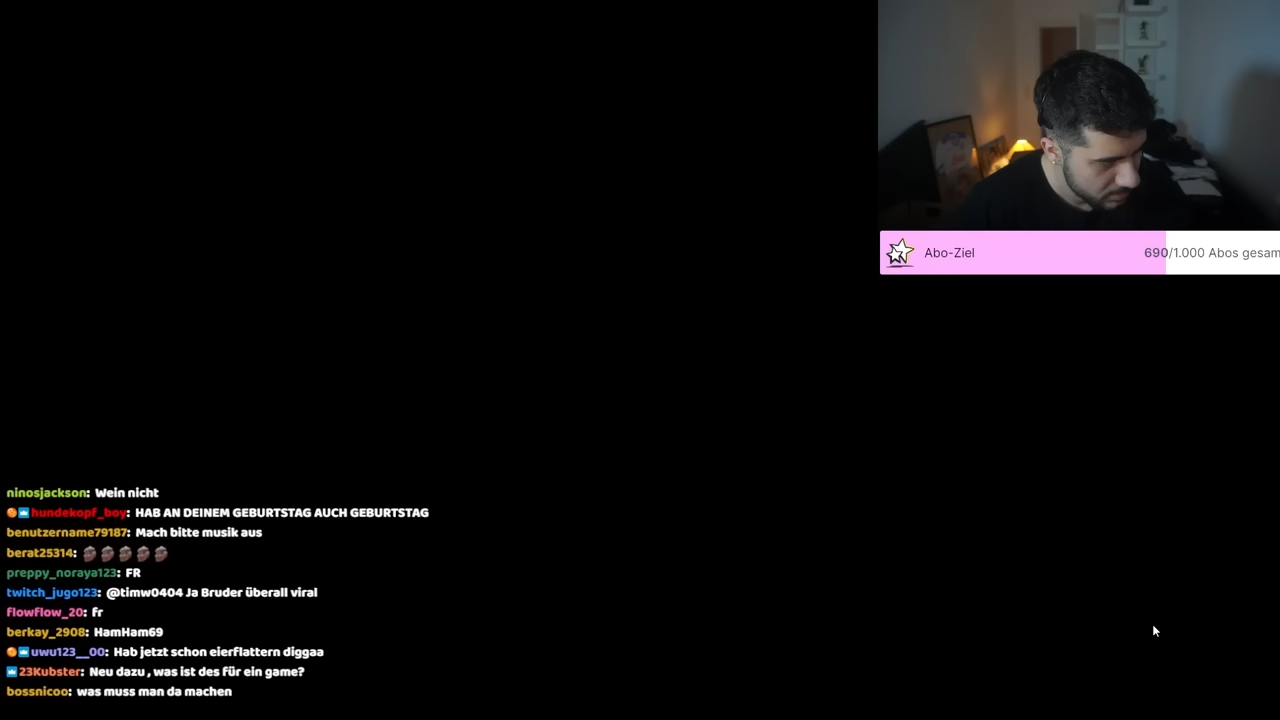 Abo-Ziel
690/1.000 Abos gesam
ninosjackson: Wein nicht
hundekopf_boy: HAB AN DEINEM GEBURTSTAG AUCH GEBURTSTAG
benutzername79187: Mach bitte musik aus
berat25314:
preppy_noraya123: FR
twitch_jugo123: @timw0404 Ja Bruder überall viral
flowflow_20: fr
berkay_2908: HamHam69
uwu123__00: Hab jetzt schon eierflattern diggaa
23Kubster: Neu dazu , was ist des für ein game?
bossnicoo: was muss man da machen